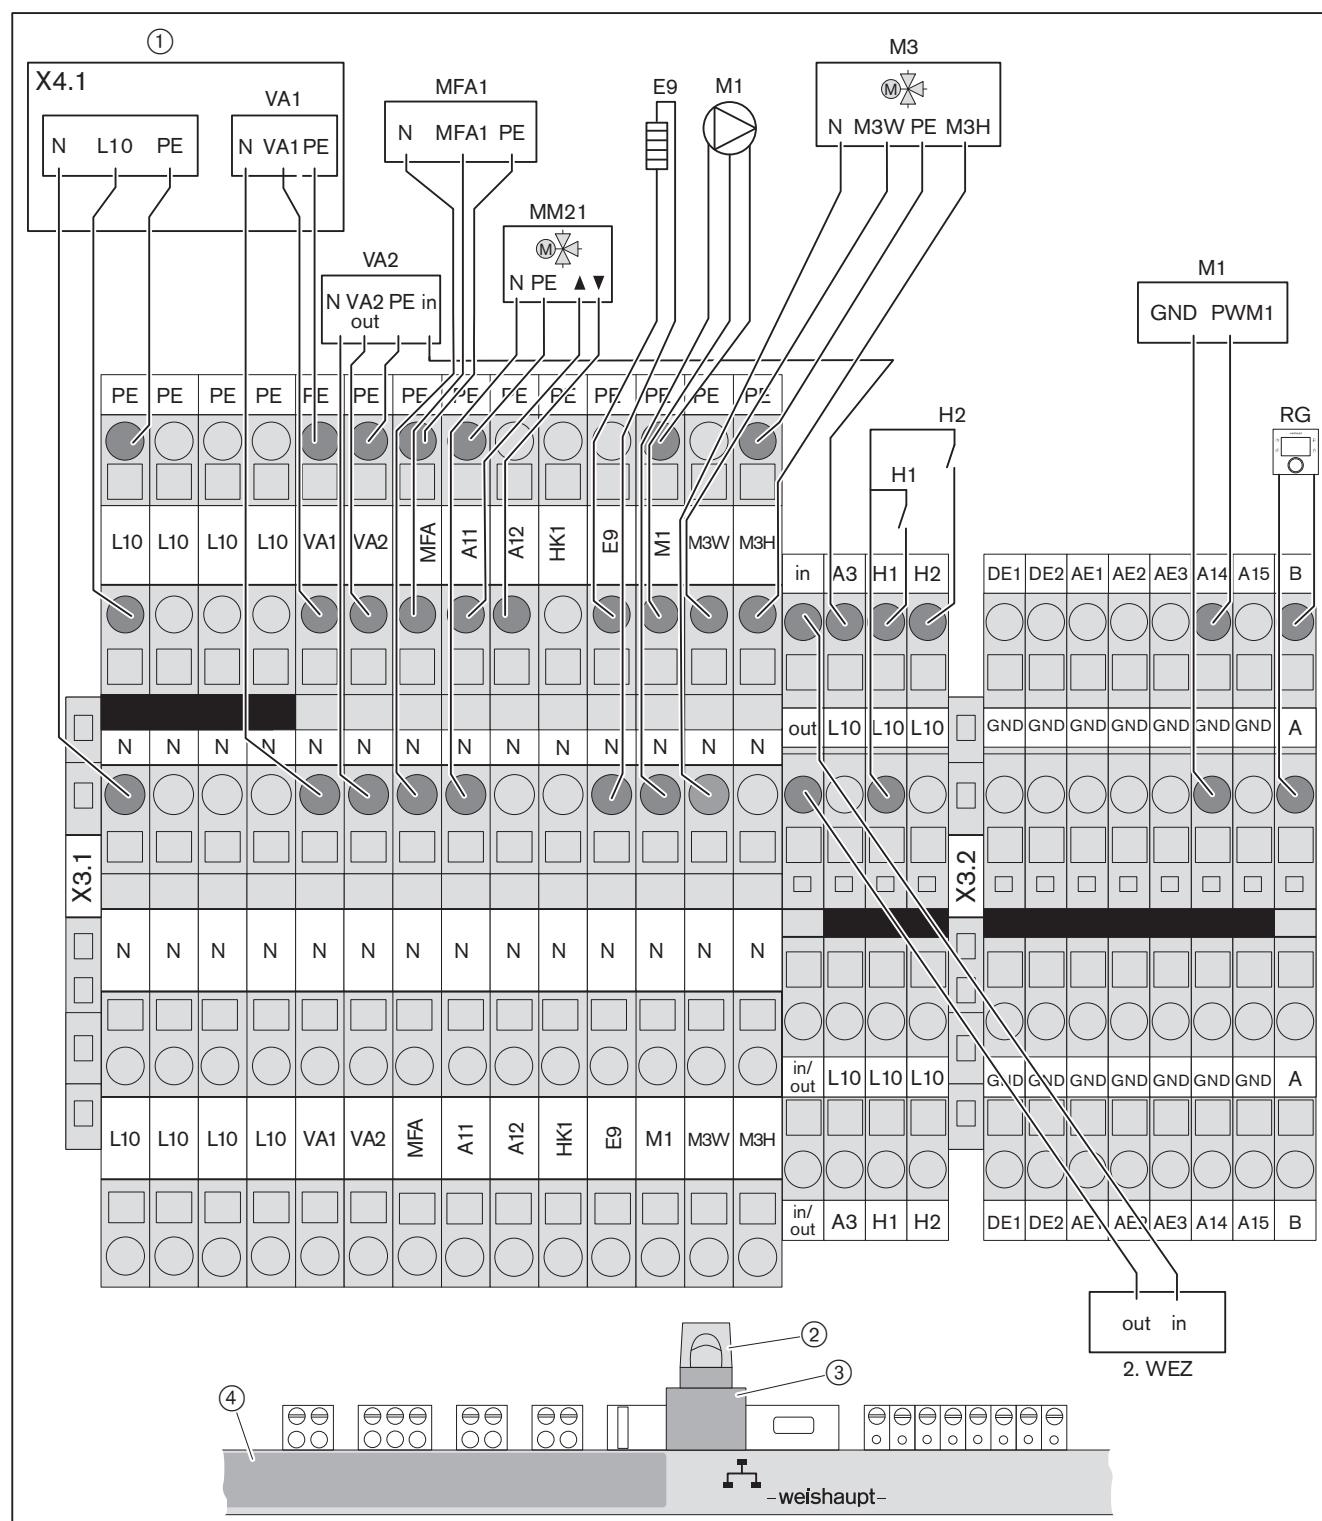 ①
X4.1
VA1
N L10 PE
N VA1 PE
MFA1
N MFA1 PE
E9
M1
M3
M
N M3W PE M3H
MM21
M
N PE ▲ ▼
VA2
N VA2 PE in
out
M1
GND PWM1
H2
RG
H1
PE PE PE PE PE PE PE PE PE PE PE PE PE PE
L10 L10 L10 L10 VA1 VA2 MFA A11 A12 HK1 E9 M1 M3W M3H
in A3 H1 H2
DE1 DE2 AE1 AE2 AE3 A14 A15 B
out L10 L10 L10
GND GND GND GND GND GND GND A
N N N N N N N N N N N N N N
X3.1
X3.2
N N N N N N N N N N N N N N
in/
out L10 L10 L10
GND GND GND GND GND GND GND A
L10 L10 L10 L10 VA1 VA2 MFA A11 A12 HK1 E9 M1 M3W M3H
in/
out A3 H1 H2
DE1 DE2 AE1 AE2 AE3 A14 A15 B
out in
2. WEZ
②
③
④
-weishaupt-